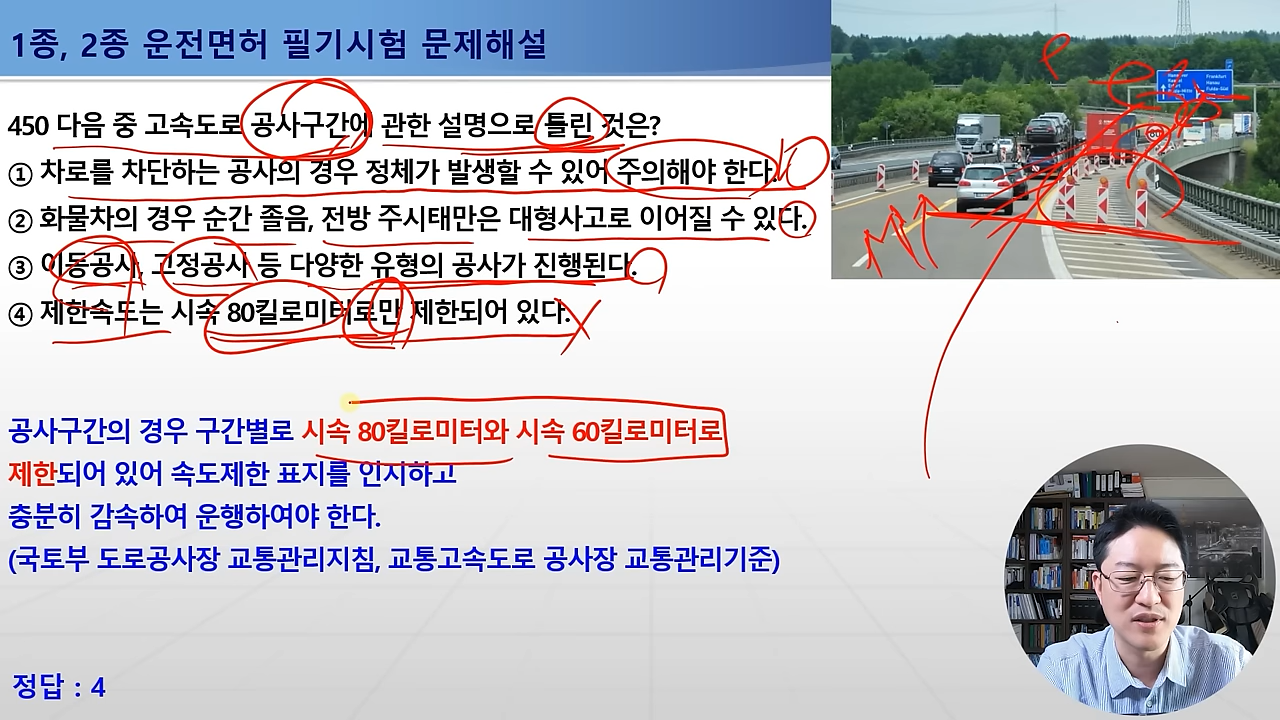 1종, 2종 운전면허 필기시험 문제해설
450 다음 중 고속도로 공사구간에 관한 설명으로 틀린 것은?
① 차로를 차단하는 공사의 경우 정체가 발생할 수 있어 주의해야 한다.
② 화물차의 경우 순간 졸음, 전방 주시태만은 대형사고로 이어질 수 있다.
③ 이동공사, 고정공사 등 다양한 유형의 공사가 진행된다.
④ 제한속도는 시속 80킬로미터로만 제한되어 있다.
공사구간의 경우 구간별로 시속 80킬로미터와 시속 60킬로미터로
제한되어 있어 속도제한 표지를 인지하고
충분히 감속하여 운행하여야 한다.
(국토부 도로공사장 교통관리지침, 교통고속도로 공사장 교통관리기준)
정답 : 4